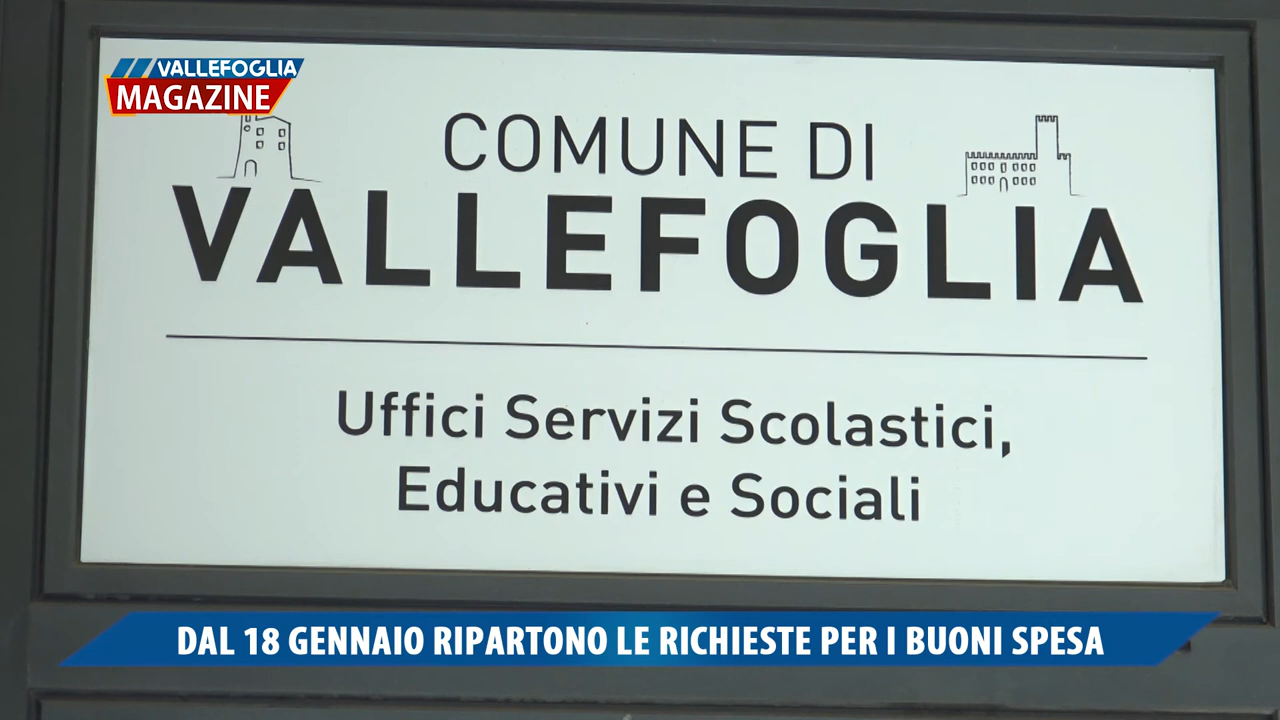 VALLEFOGLIA
MAGAZINE
COMUNE DI
VALLEFOGLIA
Uffici Servizi Scolastici,
Educativi e Sociali
DAL 18 GENNAIO RIPARTONO LE RICHIESTE PER I BUONI SPESA